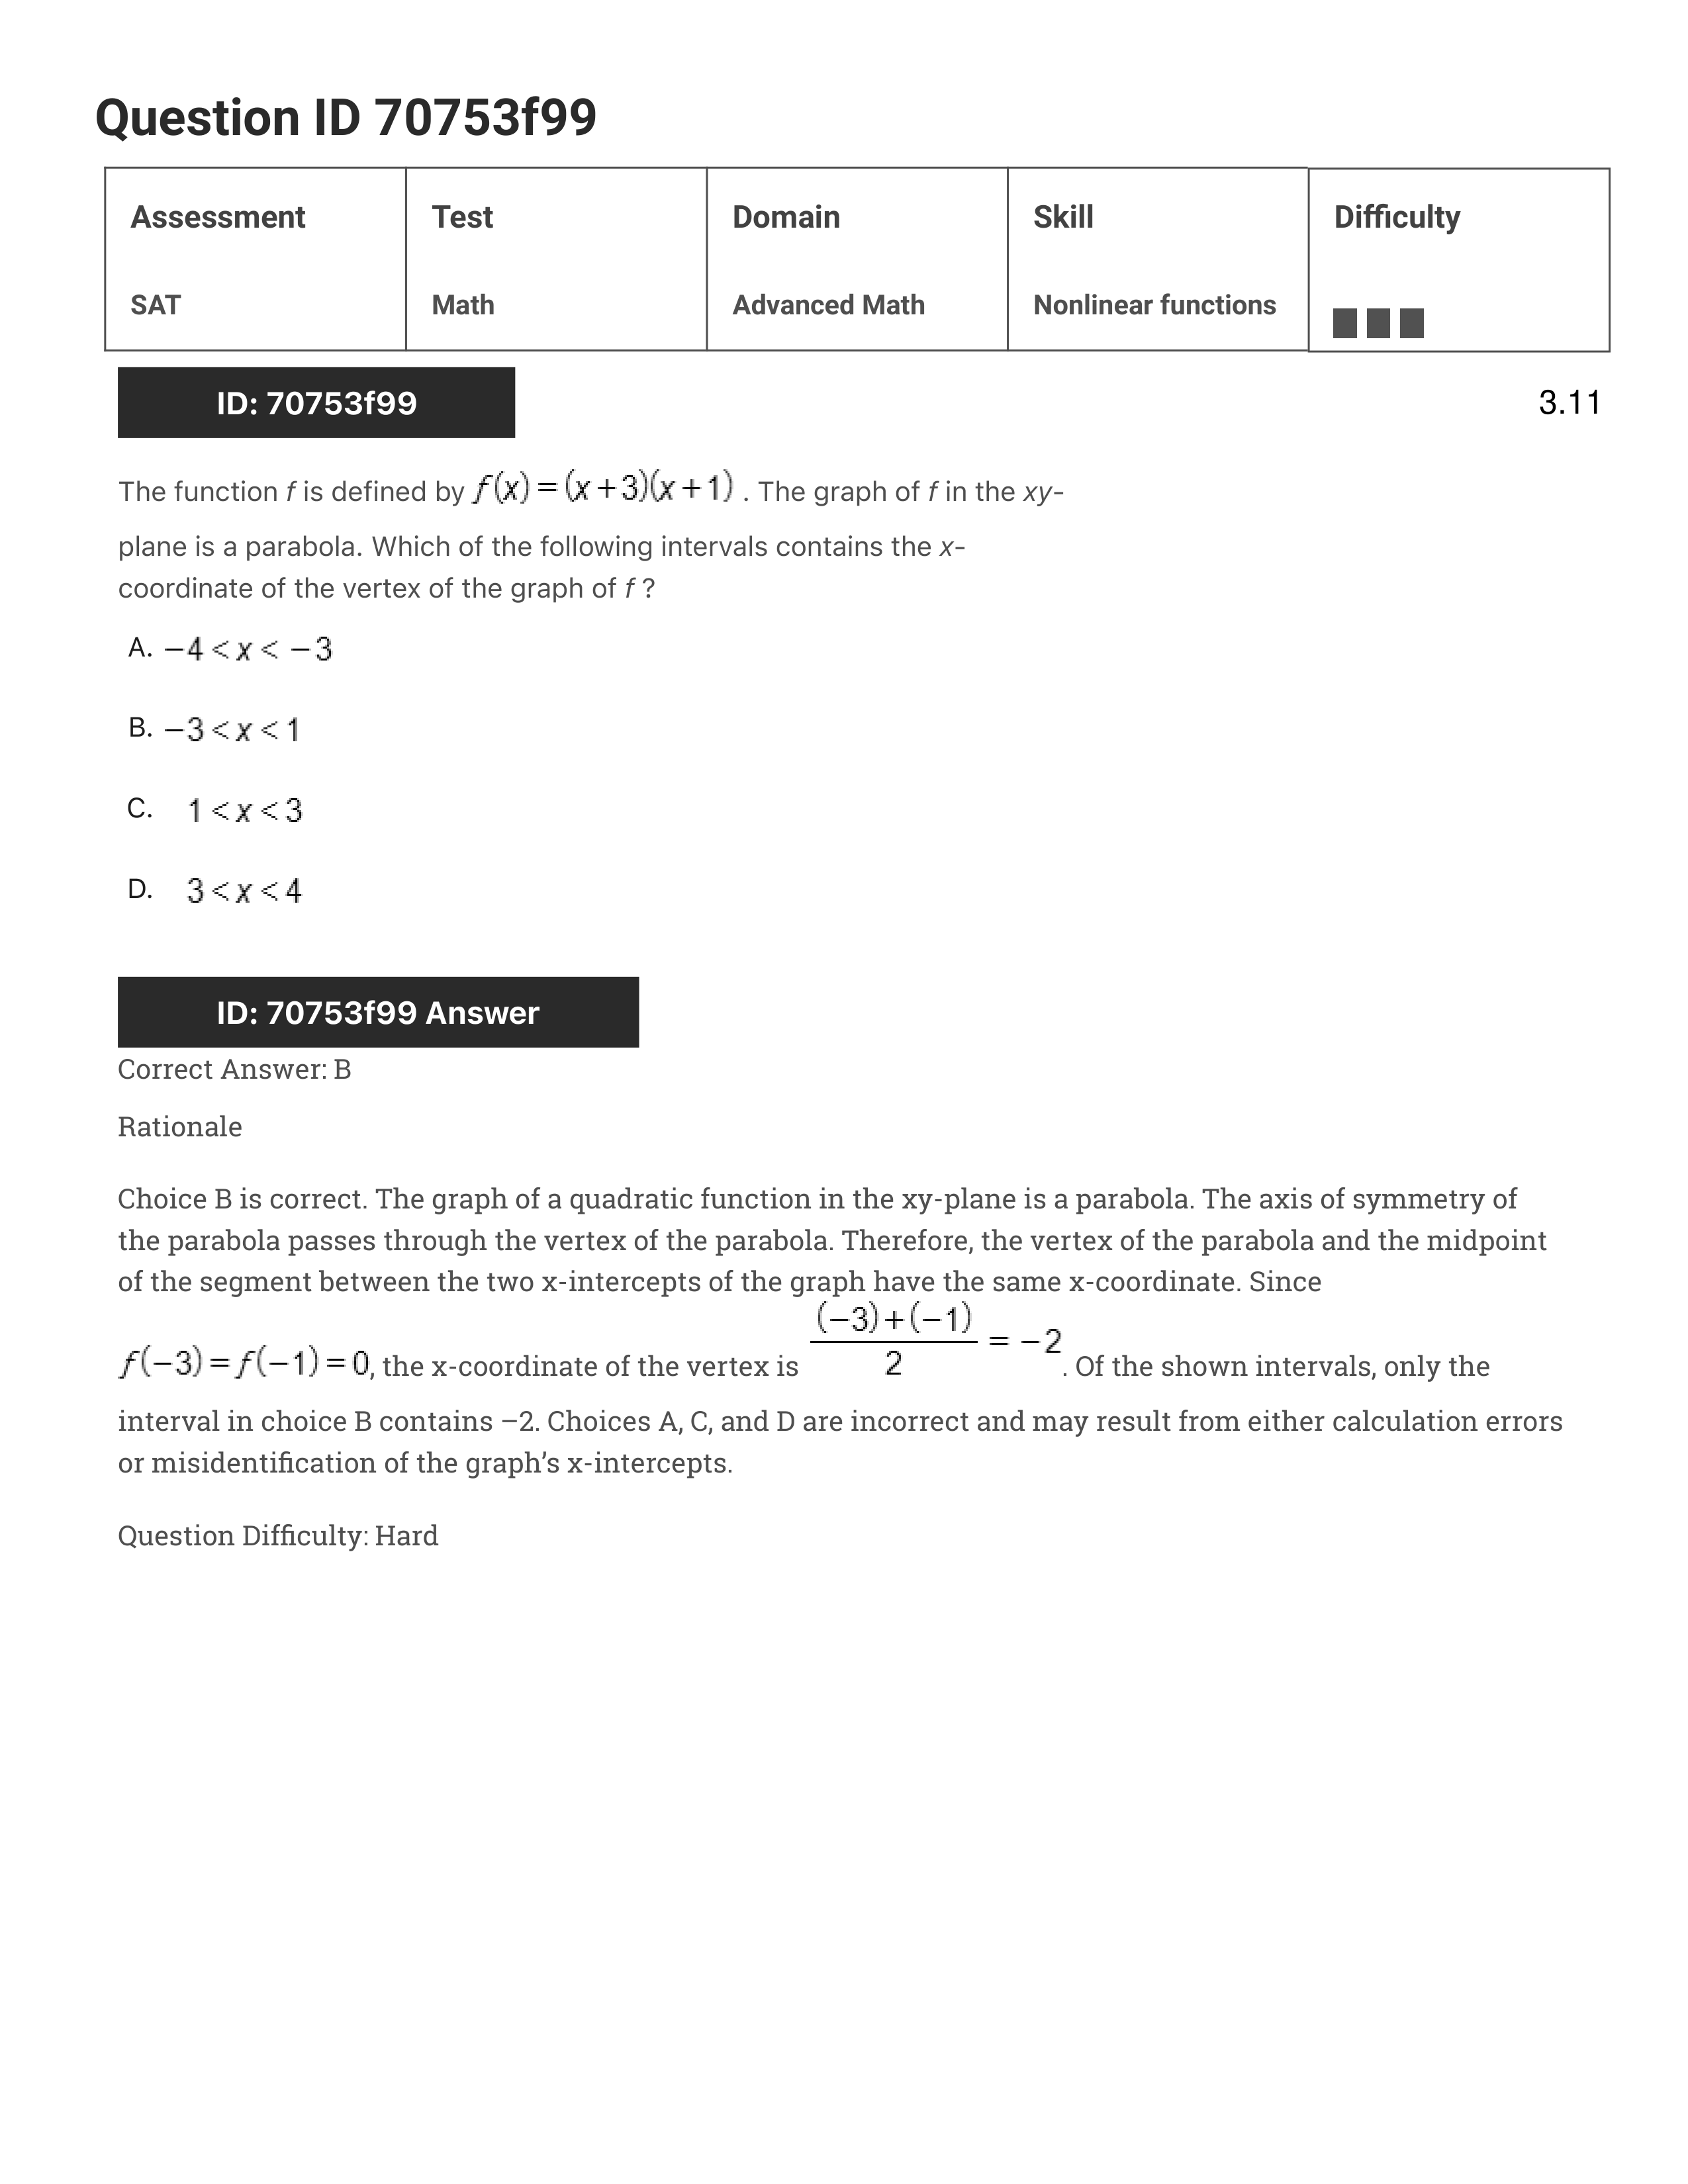 Question ID 70753f99
Assessment Test Domain Skill Difficulty
SAT Math Advanced Math Nonlinear functions
ID: 70753f99 3.11
The function f is defined by f(x) = (x + 3)(x + 1) . The graph of f in the xy-
plane is a parabola. Which of the following intervals contains the x-
coordinate of the vertex of the graph of f ?
A. −4 < x < −3
B. −3 < x < 1
C. 1 < x < 3
D. 3 < x < 4
ID: 70753f99 Answer
Correct Answer: B
Rationale
Choice B is correct. The graph of a quadratic function in the xy-plane is a parabola. The axis of symmetry of
the parabola passes through the vertex of the parabola. Therefore, the vertex of the parabola and the midpoint
of the segment between the two x-intercepts of the graph have the same x-coordinate. Since
f(−3) = f(−1) = 0, the x-coordinate of the vertex is ((−3)+(−1))/2 = −2. Of the shown intervals, only the
interval in choice B contains –2. Choices A, C, and D are incorrect and may result from either calculation errors
or misidentification of the graph’s x-intercepts.
Question Difficulty: Hard